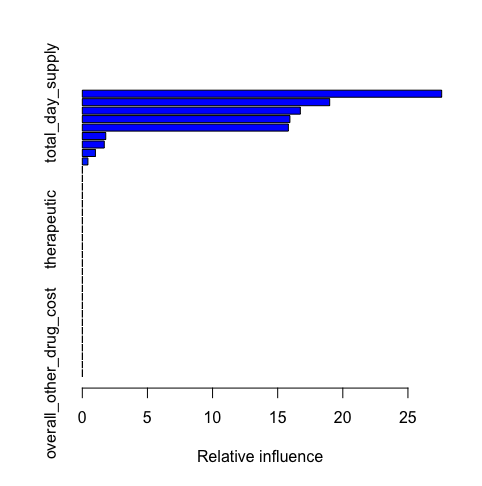 total_day_supply
therapeutic
overall_other_drug_cost
0 5 10 15 20 25
Relative influence